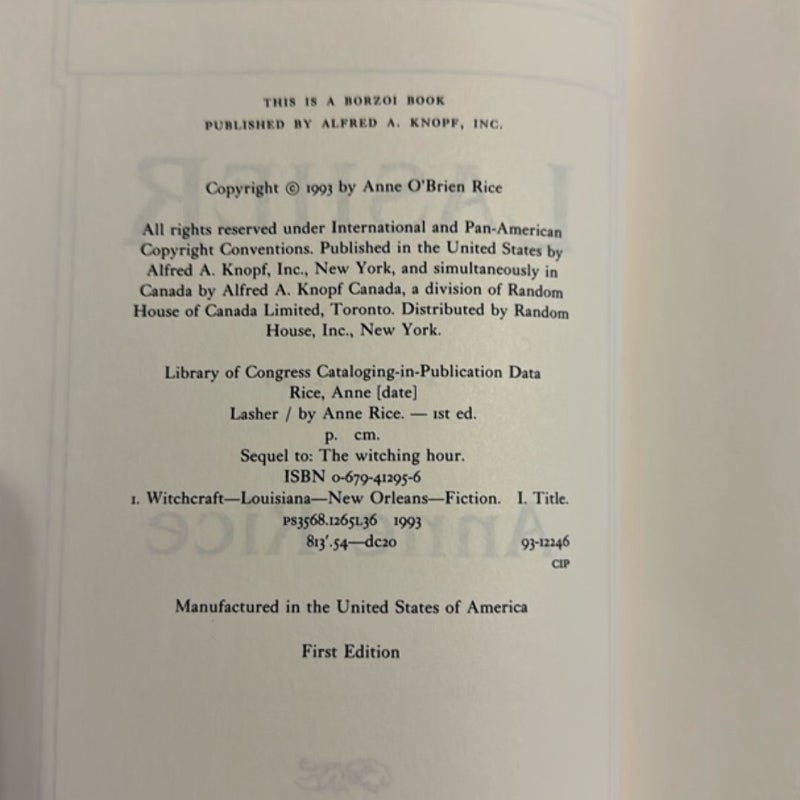 THIS IS A BORZOI BOOK
PUBLISHED BY ALFRED A. KNOPF, INC.
Copyright © 1993 by Anne O'Brien Rice
All rights reserved under International and Pan-American
Copyright Conventions. Published in the United States by
Alfred A. Knopf, Inc., New York, and simultaneously in
Canada by Alfred A. Knopf Canada, a division of Random
House of Canada Limited, Toronto. Distributed by Random
House, Inc., New York.
Library of Congress Cataloging-in-Publication Data
Rice, Anne [date]
Lasher / by Anne Rice. — 1st ed.
p. cm.
Sequel to: The witching hour.
ISBN 0-679-41295-6
1. Witchcraft—Louisiana—New Orleans—Fiction. I. Title.
PS3568.I265L36 1993
813'.54—dc20 93-12246
CIP
Manufactured in the United States of America
First Edition
LASHER
Anne Rice